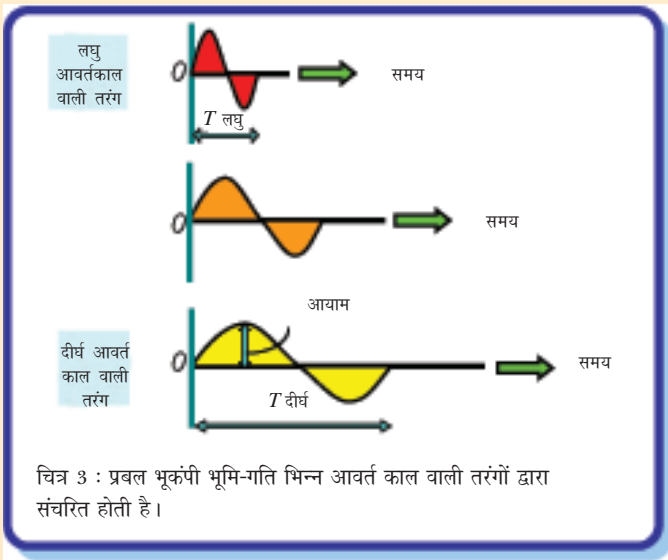 लघु
आवर्तकाल
वाली तरंग
0
समय
T लघु
0
समय
आयाम
दीर्घ आवर्त
काल वाली
तरंग
0
समय
T दीर्घ
चित्र 3 : प्रबल भूकंपी भूमि-गति भिन्न आवर्त काल वाली तरंगों द्वारा
संचरित होती है।